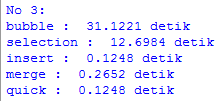 No 3:
bubble :  31.1221 detik
selection :  12.6984 detik
insert :  0.1248 detik
merge :  0.2652 detik
quick :  0.1248 detik